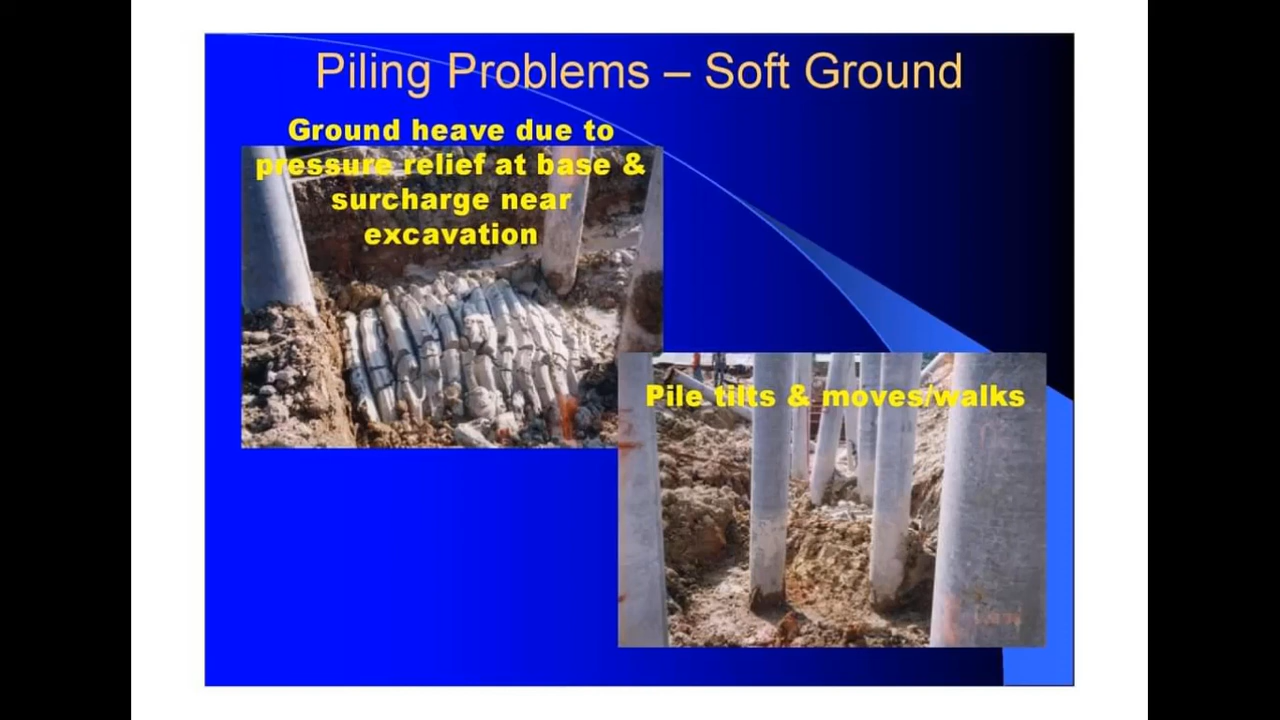 Piling Problems – Soft Ground
Ground heave due to
pressure relief at base &
surcharge near
excavation
Pile tilts & moves/walks